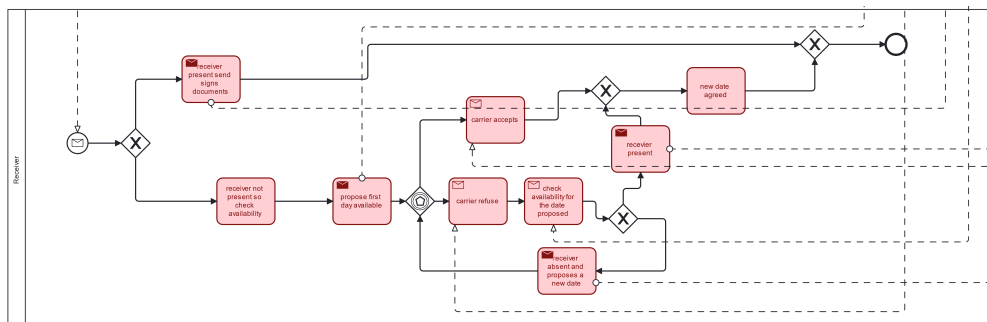 Receiver
receiver
present send
signs
documents
receiver not
present so
check
availability
propose first
day available
carrier accepts
carrier refuse
check
availability for
the date
proposed
receiver
absent and
proposes a
new date
recevier
present
new date
agreed